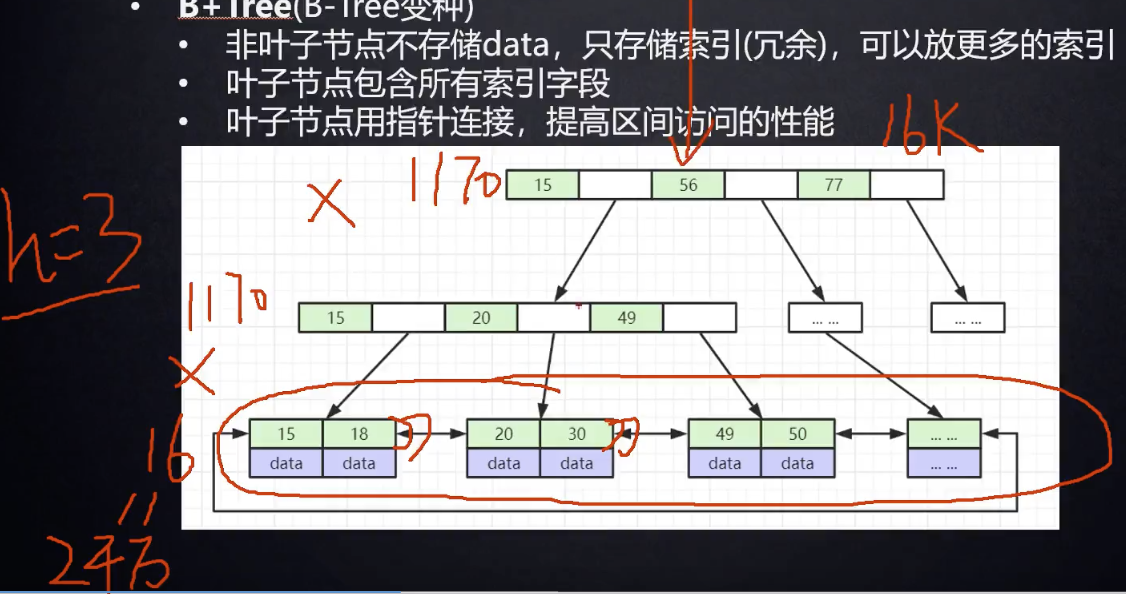 B+Tree(B-Tree变种)
非叶子节点不存储data，只存储索引(冗余)，可以放更多的索引
叶子节点包含所有索引字段
叶子节点用指针连接，提高区间访问的性能
16K
1170 15 56 77
h=3
1170 15 20 49 ... ... ... ...
×
16 15 18 20 30 49 50 ... ...
data data data data data data ... ...
2千万